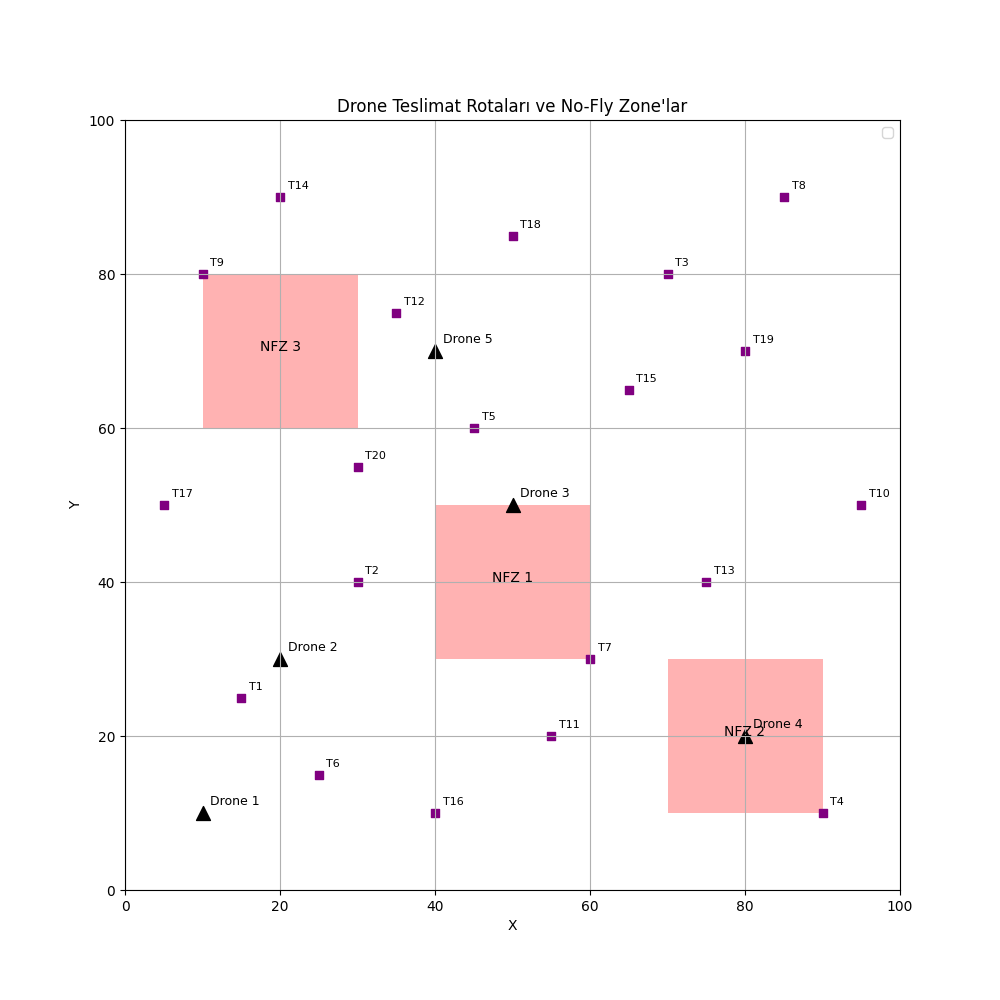 Drone Teslimat Rotaları ve No-Fly Zone'lar
100
T14
T8
T18
T9
T3
80
T12
Drone 5
NFZ 3
T19
T15
T5
60
T20
T17
Drone 3
T10
Y
NFZ 1
T2
T13
40
Drone 2
T7
T1
T11
Drone 4
NFZ 2
20
T6
Drone 1
T16
T4
0
0 20 40 60 80 100
X